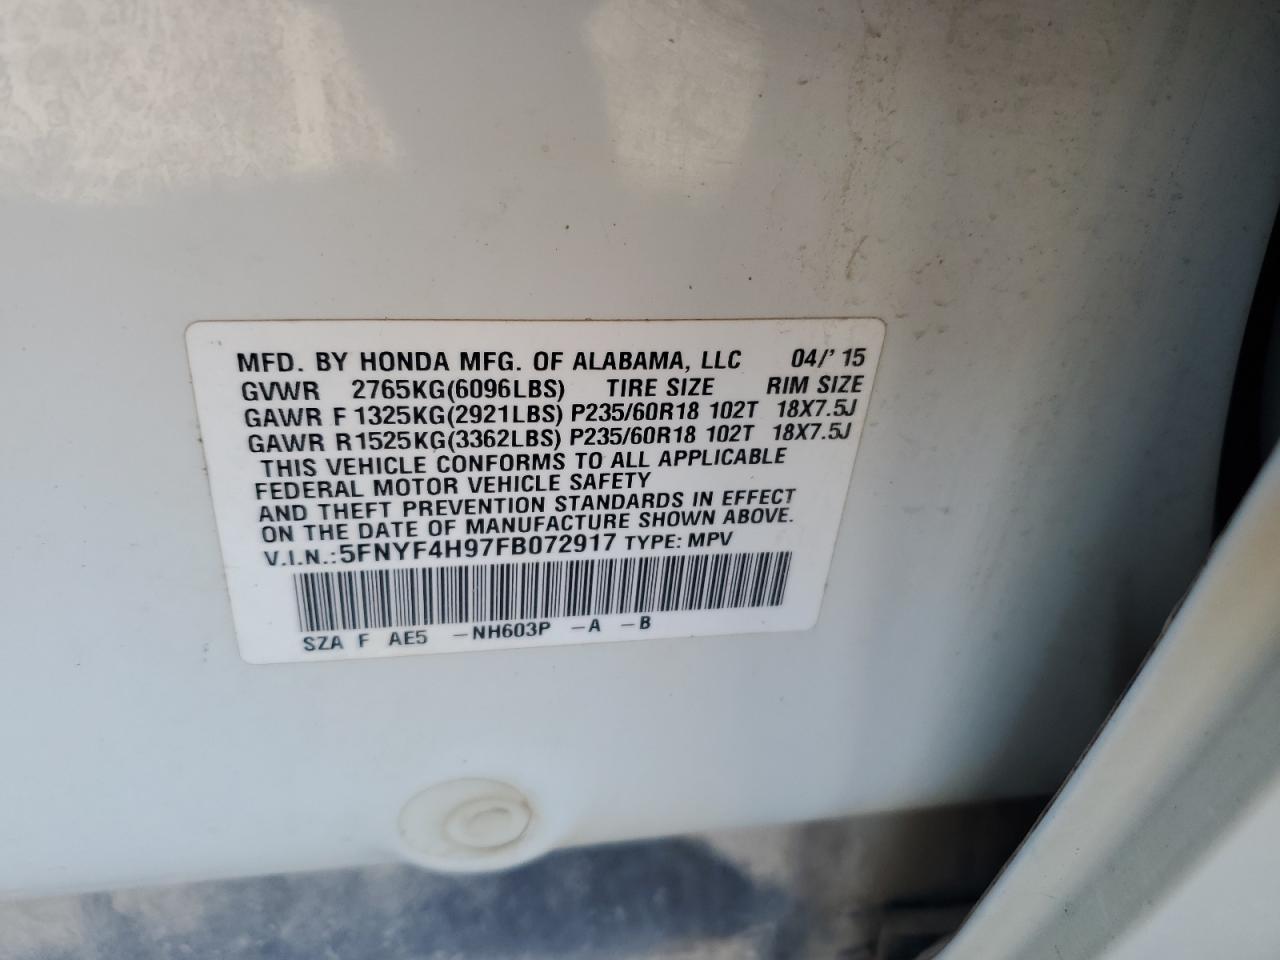 MFD. BY HONDA MFG. OF ALABAMA, LLC 04/'15
GVWR 2765KG(6096LBS) TIRE SIZE RIM SIZE
GAWR F 1325KG(2921LBS) P235/60R18 102T 18X7.5J
GAWR R1525KG(3362LBS) P235/60R18 102T 18X7.5J
THIS VEHICLE CONFORMS TO ALL APPLICABLE
FEDERAL MOTOR VEHICLE SAFETY
AND THEFT PREVENTION STANDARDS IN EFFECT
ON THE DATE OF MANUFACTURE SHOWN ABOVE.
V.I.N.:5FNYF4H97FB072917 TYPE: MPV
SZA F AE5 -NH603P -A -B